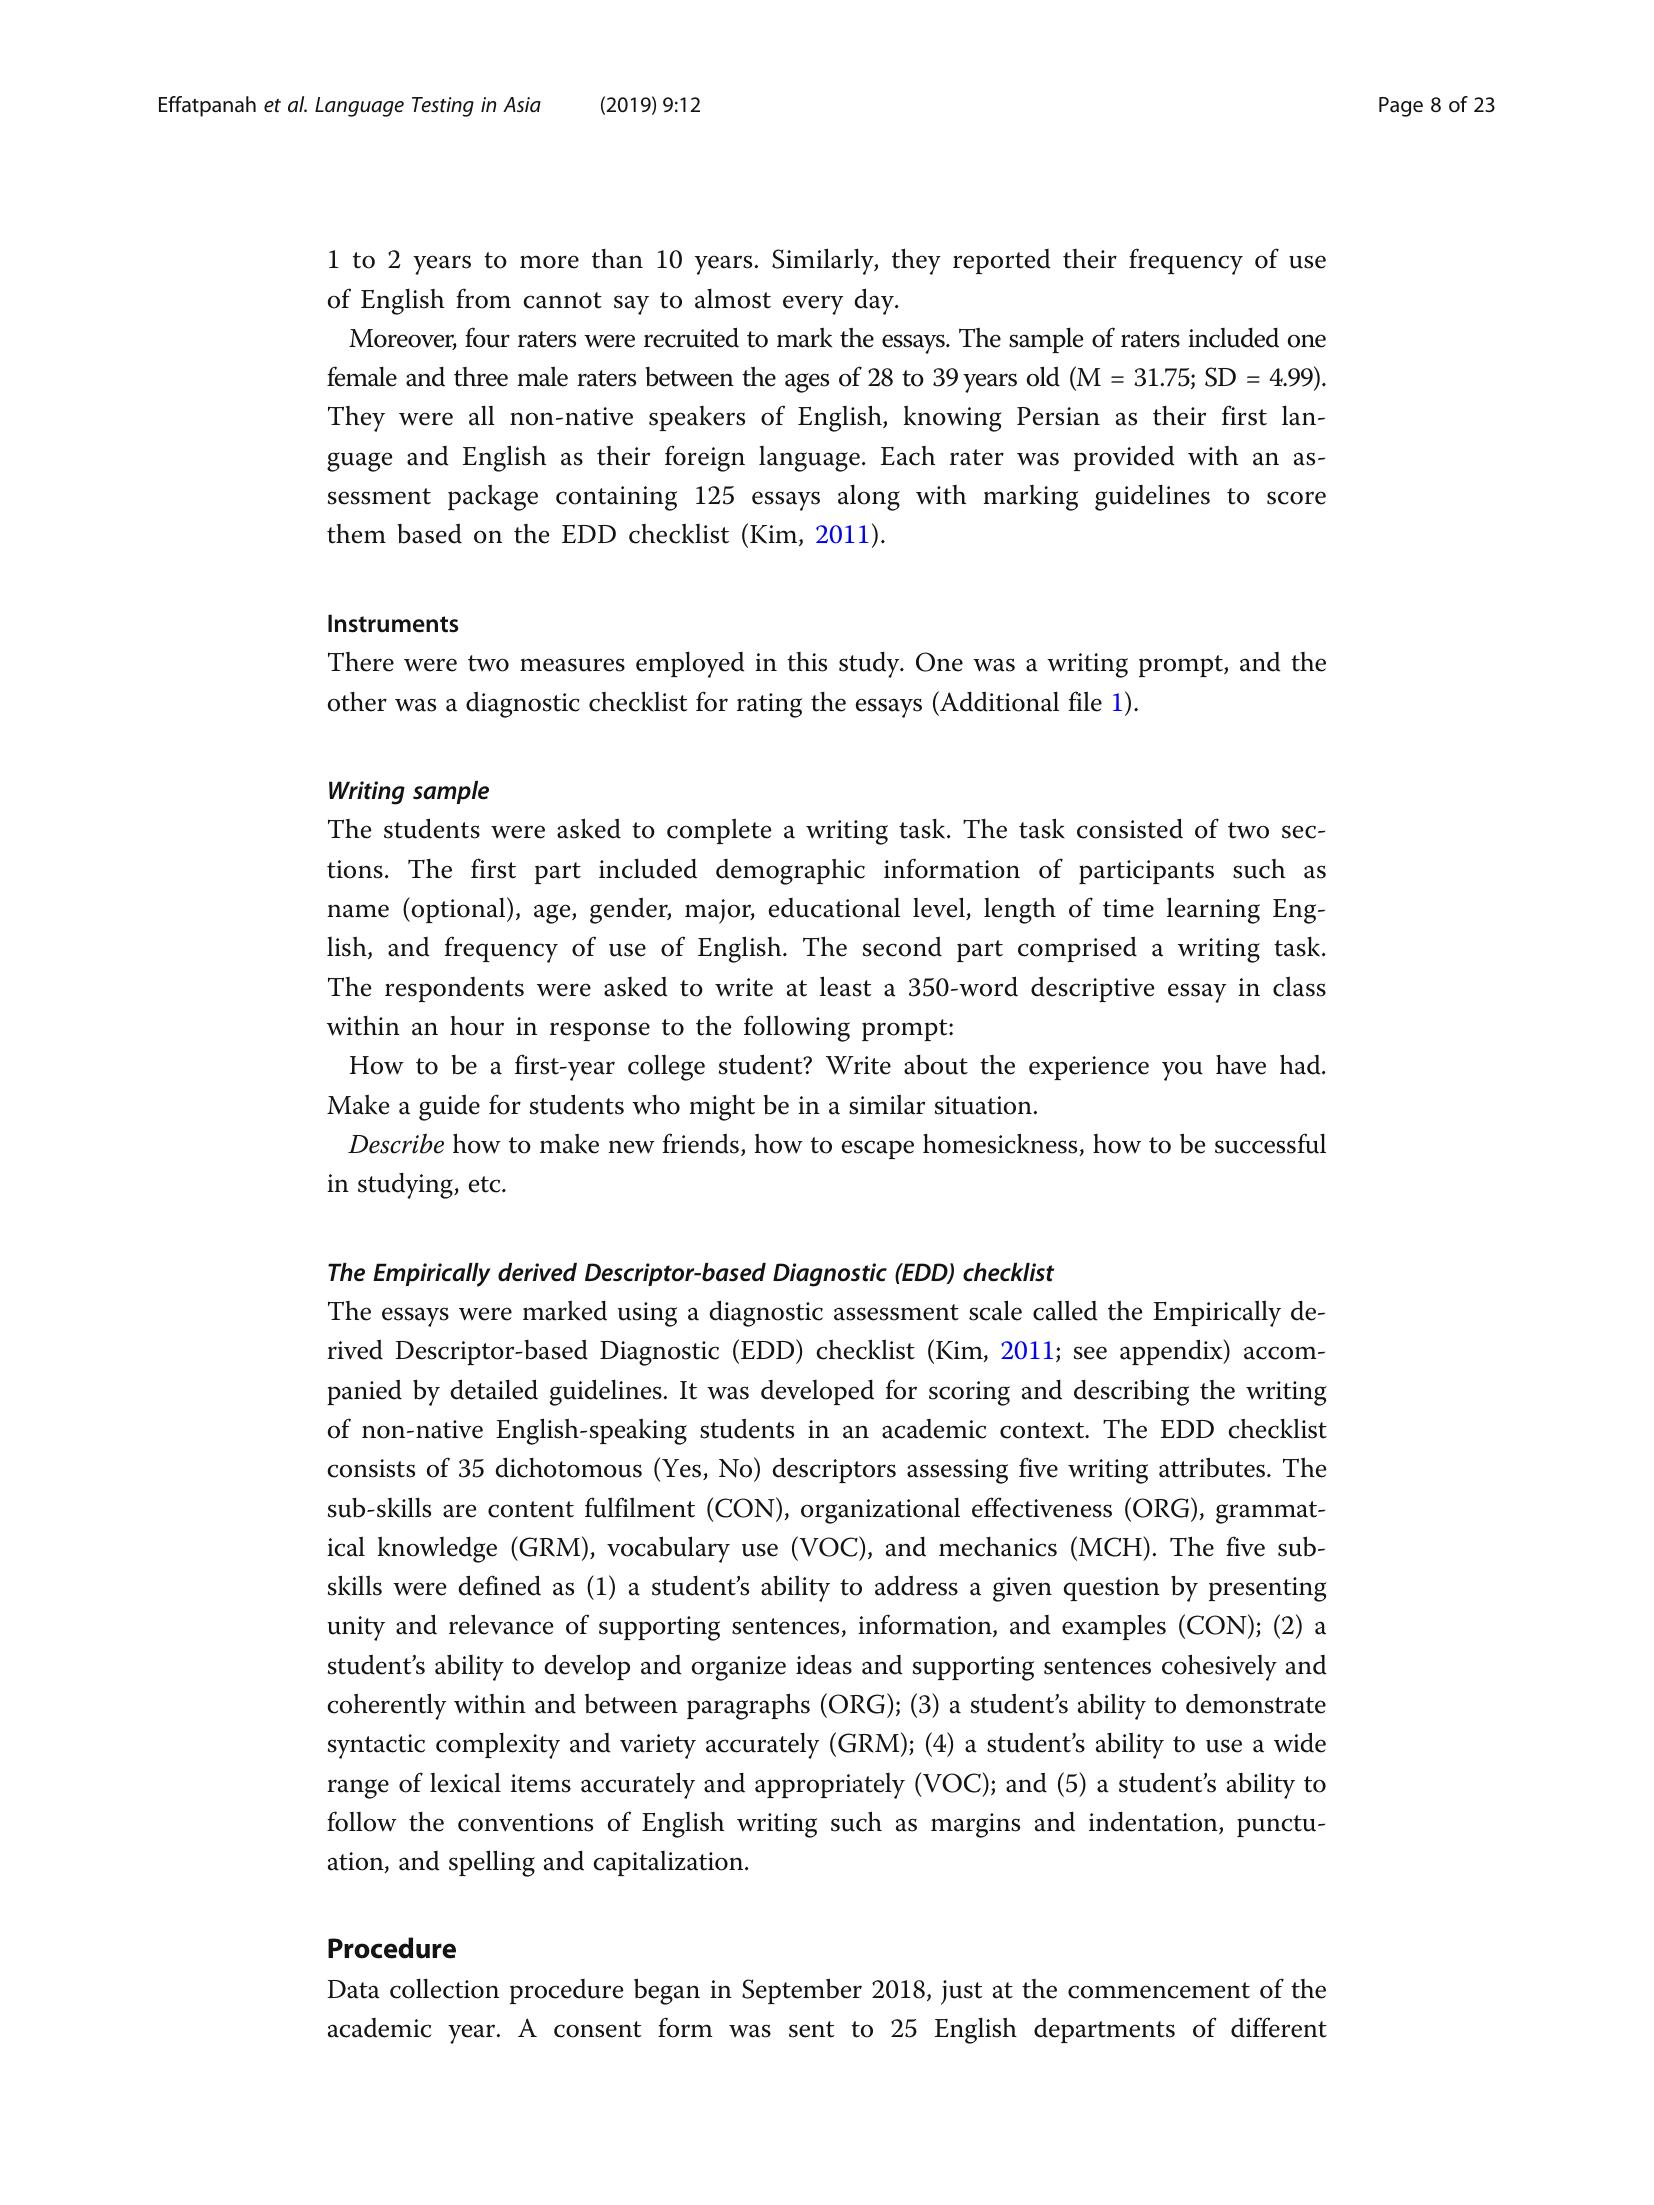 Effatpanah et al. Language Testing in Asia (2019) 9:12 Page 8 of 23
1 to 2 years to more than 10 years. Similarly, they reported their frequency of use
of English from cannot say to almost every day.
Moreover, four raters were recruited to mark the essays. The sample of raters included one
female and three male raters between the ages of 28 to 39 years old (M = 31.75; SD = 4.99).
They were all non-native speakers of English, knowing Persian as their first lan-
guage and English as their foreign language. Each rater was provided with an as-
sessment package containing 125 essays along with marking guidelines to score
them based on the EDD checklist (Kim, 2011).
Instruments
There were two measures employed in this study. One was a writing prompt, and the
other was a diagnostic checklist for rating the essays (Additional file 1).
Writing sample
The students were asked to complete a writing task. The task consisted of two sec-
tions. The first part included demographic information of participants such as
name (optional), age, gender, major, educational level, length of time learning Eng-
lish, and frequency of use of English. The second part comprised a writing task.
The respondents were asked to write at least a 350-word descriptive essay in class
within an hour in response to the following prompt:
How to be a first-year college student? Write about the experience you have had.
Make a guide for students who might be in a similar situation.
Describe how to make new friends, how to escape homesickness, how to be successful
in studying, etc.
The Empirically derived Descriptor-based Diagnostic (EDD) checklist
The essays were marked using a diagnostic assessment scale called the Empirically de-
rived Descriptor-based Diagnostic (EDD) checklist (Kim, 2011; see appendix) accom-
panied by detailed guidelines. It was developed for scoring and describing the writing
of non-native English-speaking students in an academic context. The EDD checklist
consists of 35 dichotomous (Yes, No) descriptors assessing five writing attributes. The
sub-skills are content fulfilment (CON), organizational effectiveness (ORG), grammat-
ical knowledge (GRM), vocabulary use (VOC), and mechanics (MCH). The five sub-
skills were defined as (1) a student's ability to address a given question by presenting
unity and relevance of supporting sentences, information, and examples (CON); (2) a
student's ability to develop and organize ideas and supporting sentences cohesively and
coherently within and between paragraphs (ORG); (3) a student's ability to demonstrate
syntactic complexity and variety accurately (GRM); (4) a student's ability to use a wide
range of lexical items accurately and appropriately (VOC); and (5) a student's ability to
follow the conventions of English writing such as margins and indentation, punctu-
ation, and spelling and capitalization.
Procedure
Data collection procedure began in September 2018, just at the commencement of the
academic year. A consent form was sent to 25 English departments of different